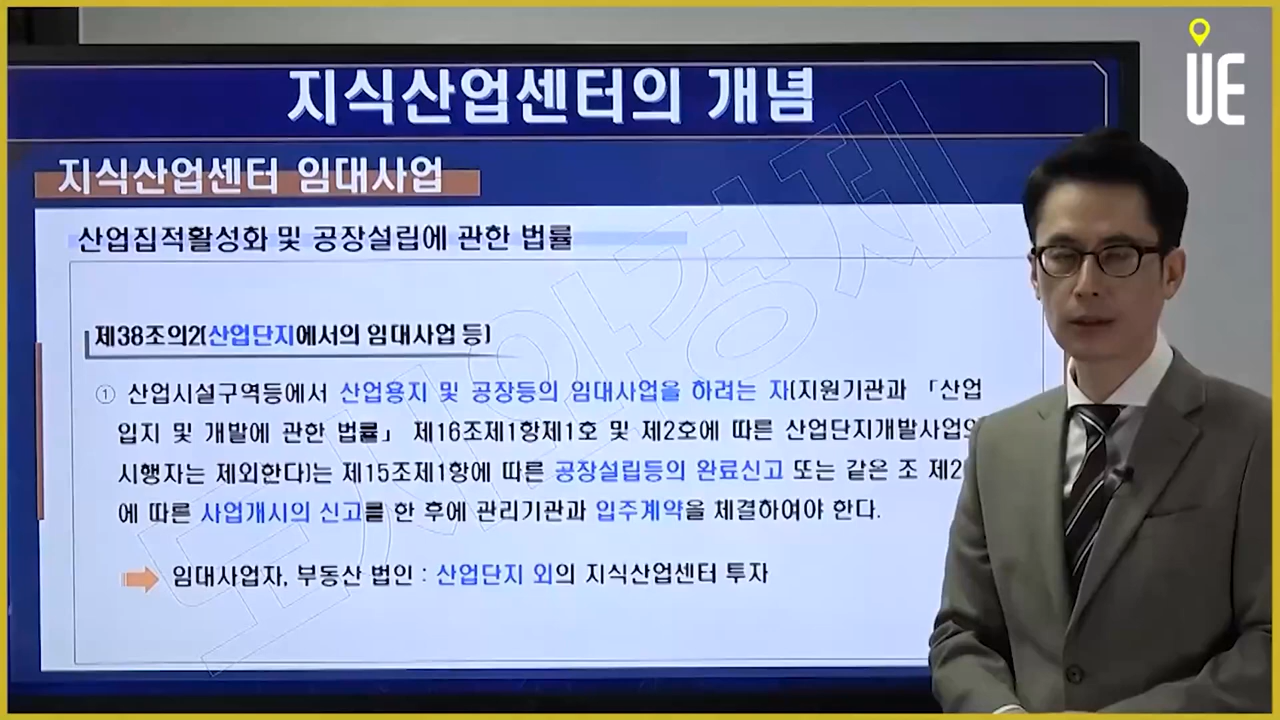 UE
지식산업센터의 개념
지식산업센터 임대사업
산업집적활성화 및 공장설립에 관한 법률
제38조의2(산업단지에서의 임대사업 등)
① 산업시설구역등에서 산업용지 및 공장등의 임대사업을 하려는 자(지원기관과 「산업
입지 및 개발에 관한 법률」 제16조제1항제1호 및 제2호에 따른 산업단지개발사업의
시행자는 제외한다)는 제15조제1항에 따른 공장설립등의 완료신고 또는 같은 조 제2
에 따른 사업개시의 신고를 한 후에 관리기관과 입주계약을 체결하여야 한다.
임대사업자, 부동산 법인 : 산업단지 외의 지식산업센터 투자
도시와경제